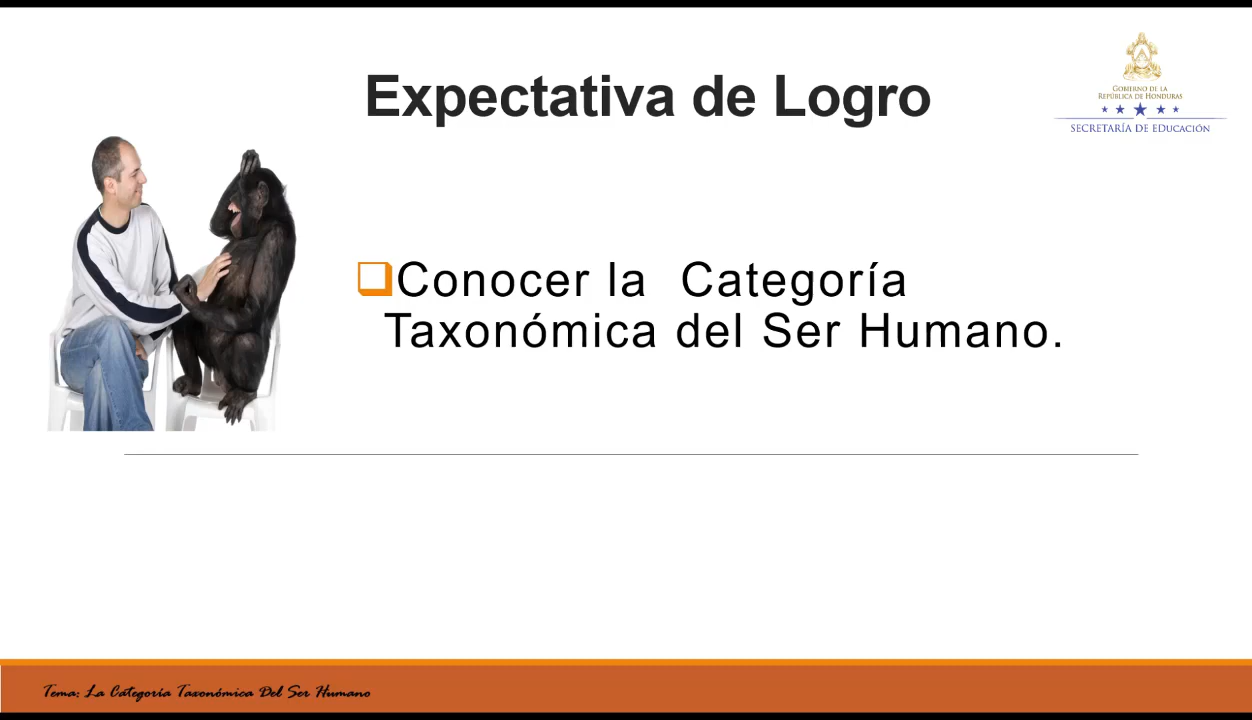 Expectativa de Logro
GOBIERNO DE LA
REPÚBLICA DE HONDURAS
SECRETARÍA DE EDUCACIÓN
Conocer la Categoría
Taxonómica del Ser Humano.
Tema: La Categoría Taxonómica Del Ser Humano